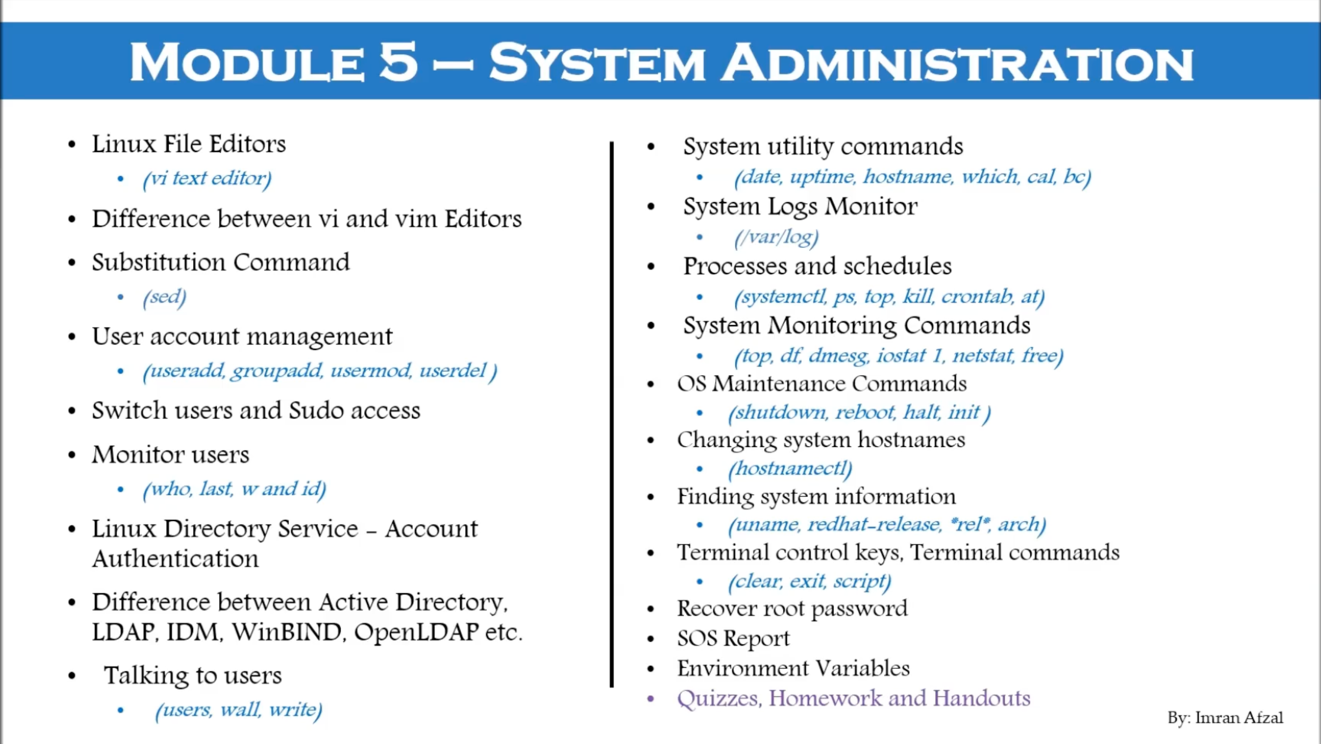 MODULE 5 – SYSTEM ADMINISTRATION
• Linux File Editors
• (vi text editor)
• Difference between vi and vim Editors
• Substitution Command
• (sed)
• User account management
• (useradd, groupadd, usermod, userdel )
• Switch users and Sudo access
• Monitor users
• (who, last, w and id)
• Linux Directory Service – Account
Authentication
• Difference between Active Directory,
LDAP, IDM, WinBIND, OpenLDAP etc.
• Talking to users
• (users, wall, write)
• System utility commands
• (date, uptime, hostname, which, cal, bc)
• System Logs Monitor
• (/var/log)
• Processes and schedules
• (systemctl, ps, top, kill, crontab, at)
• System Monitoring Commands
• (top, df, dmesg, iostat 1, netstat, free)
• OS Maintenance Commands
• (shutdown, reboot, halt, init )
• Changing system hostnames
• (hostnamectl)
• Finding system information
• (uname, redhat-release, *rel*, arch)
• Terminal control keys, Terminal commands
• (clear, exit, script)
• Recover root password
• SOS Report
• Environment Variables
• Quizzes, Homework and Handouts
By: Imran Afzal